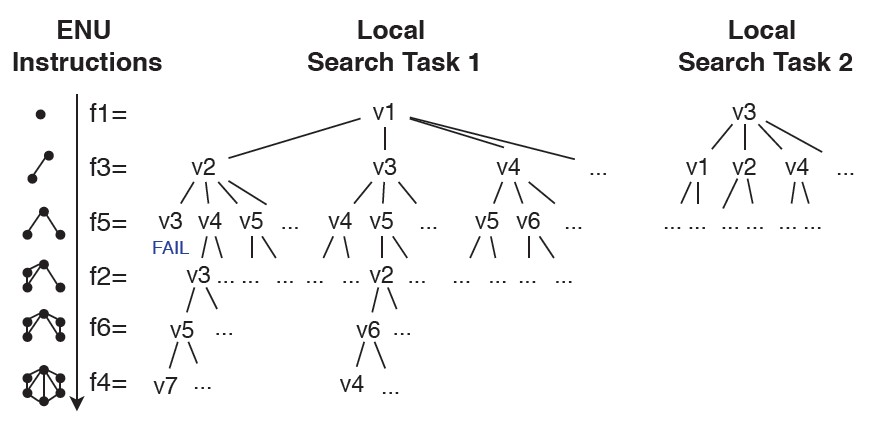 ENU Instructions
Local Search Task 1
Local Search Task 2
f1= v1 v3
f3= v2 v3 v4 ... v1 v2 v4 ...
f5= v3 v4 v5 ... v4 v5 ... v5 v6 ... ... ... ... ... ... ...
FAIL
f2= v3 ... ... ... ... ... v2 ... ... ... ...
f6= v5 ... v6 ...
f4= v7 ... v4 ...